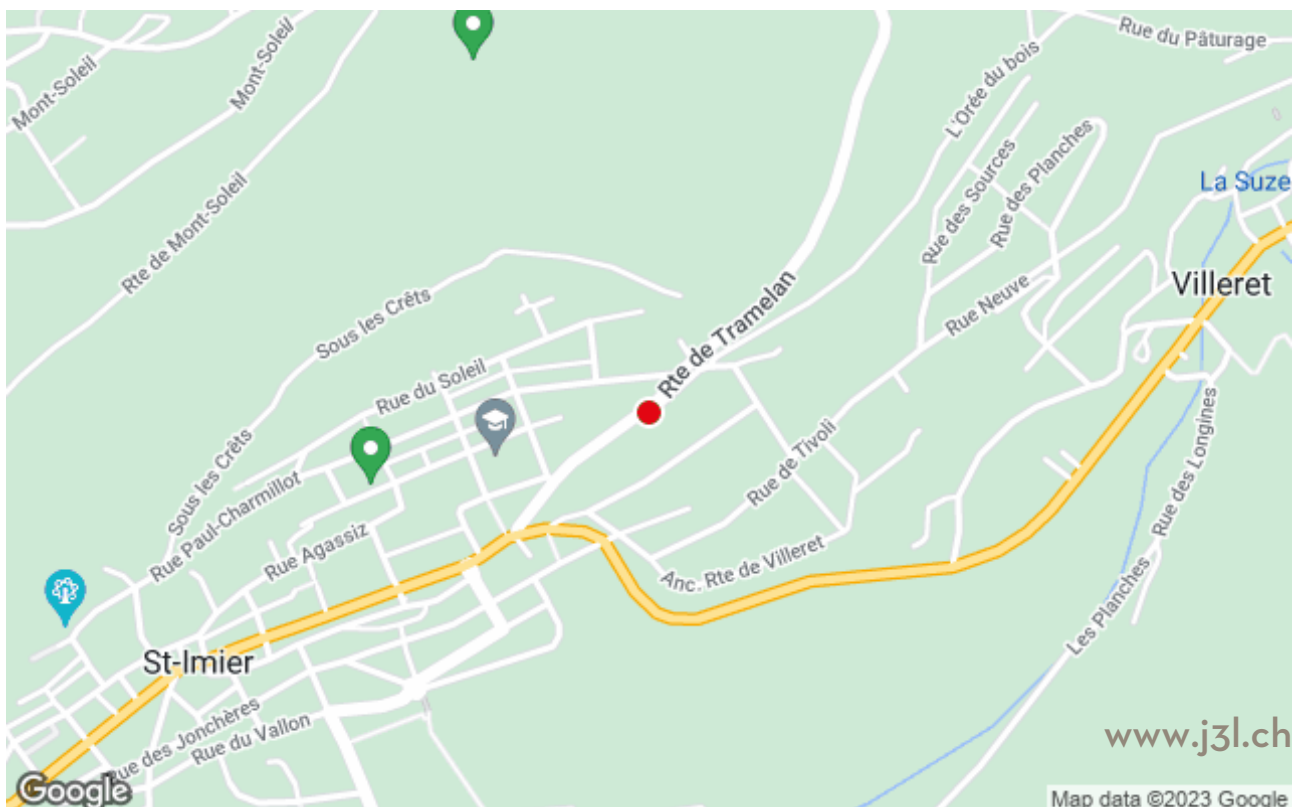 Rue du Pâturage
Mont-Soleil
Mont-Soleil
L'Orée du bois
Rue des Sources
Rue des Planches
La Suze
Rte de Mont-Soleil
Villeret
Sous les Crêts
Rte de Tramelan
Rue Neuve
Rue du Soleil
Sous les Crêts
Rue Paul-Charmillot
Rue de Tivoli
Rue des Longines
Rue Agassiz
Anc. Rte de Villeret
Les Planches
St-Imier
Rue des Jonchères
Rue du Vallon
www.j3l.ch
Google
Map data ©2023 Google